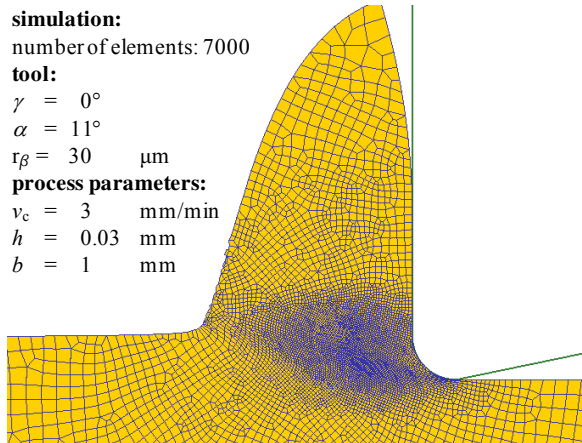 simulation:
number of elements: 7000
tool:
γ = 0°
α = 11°
rβ = 30 μm
process parameters:
vc = 3 mm/min
h = 0.03 mm
b = 1 mm